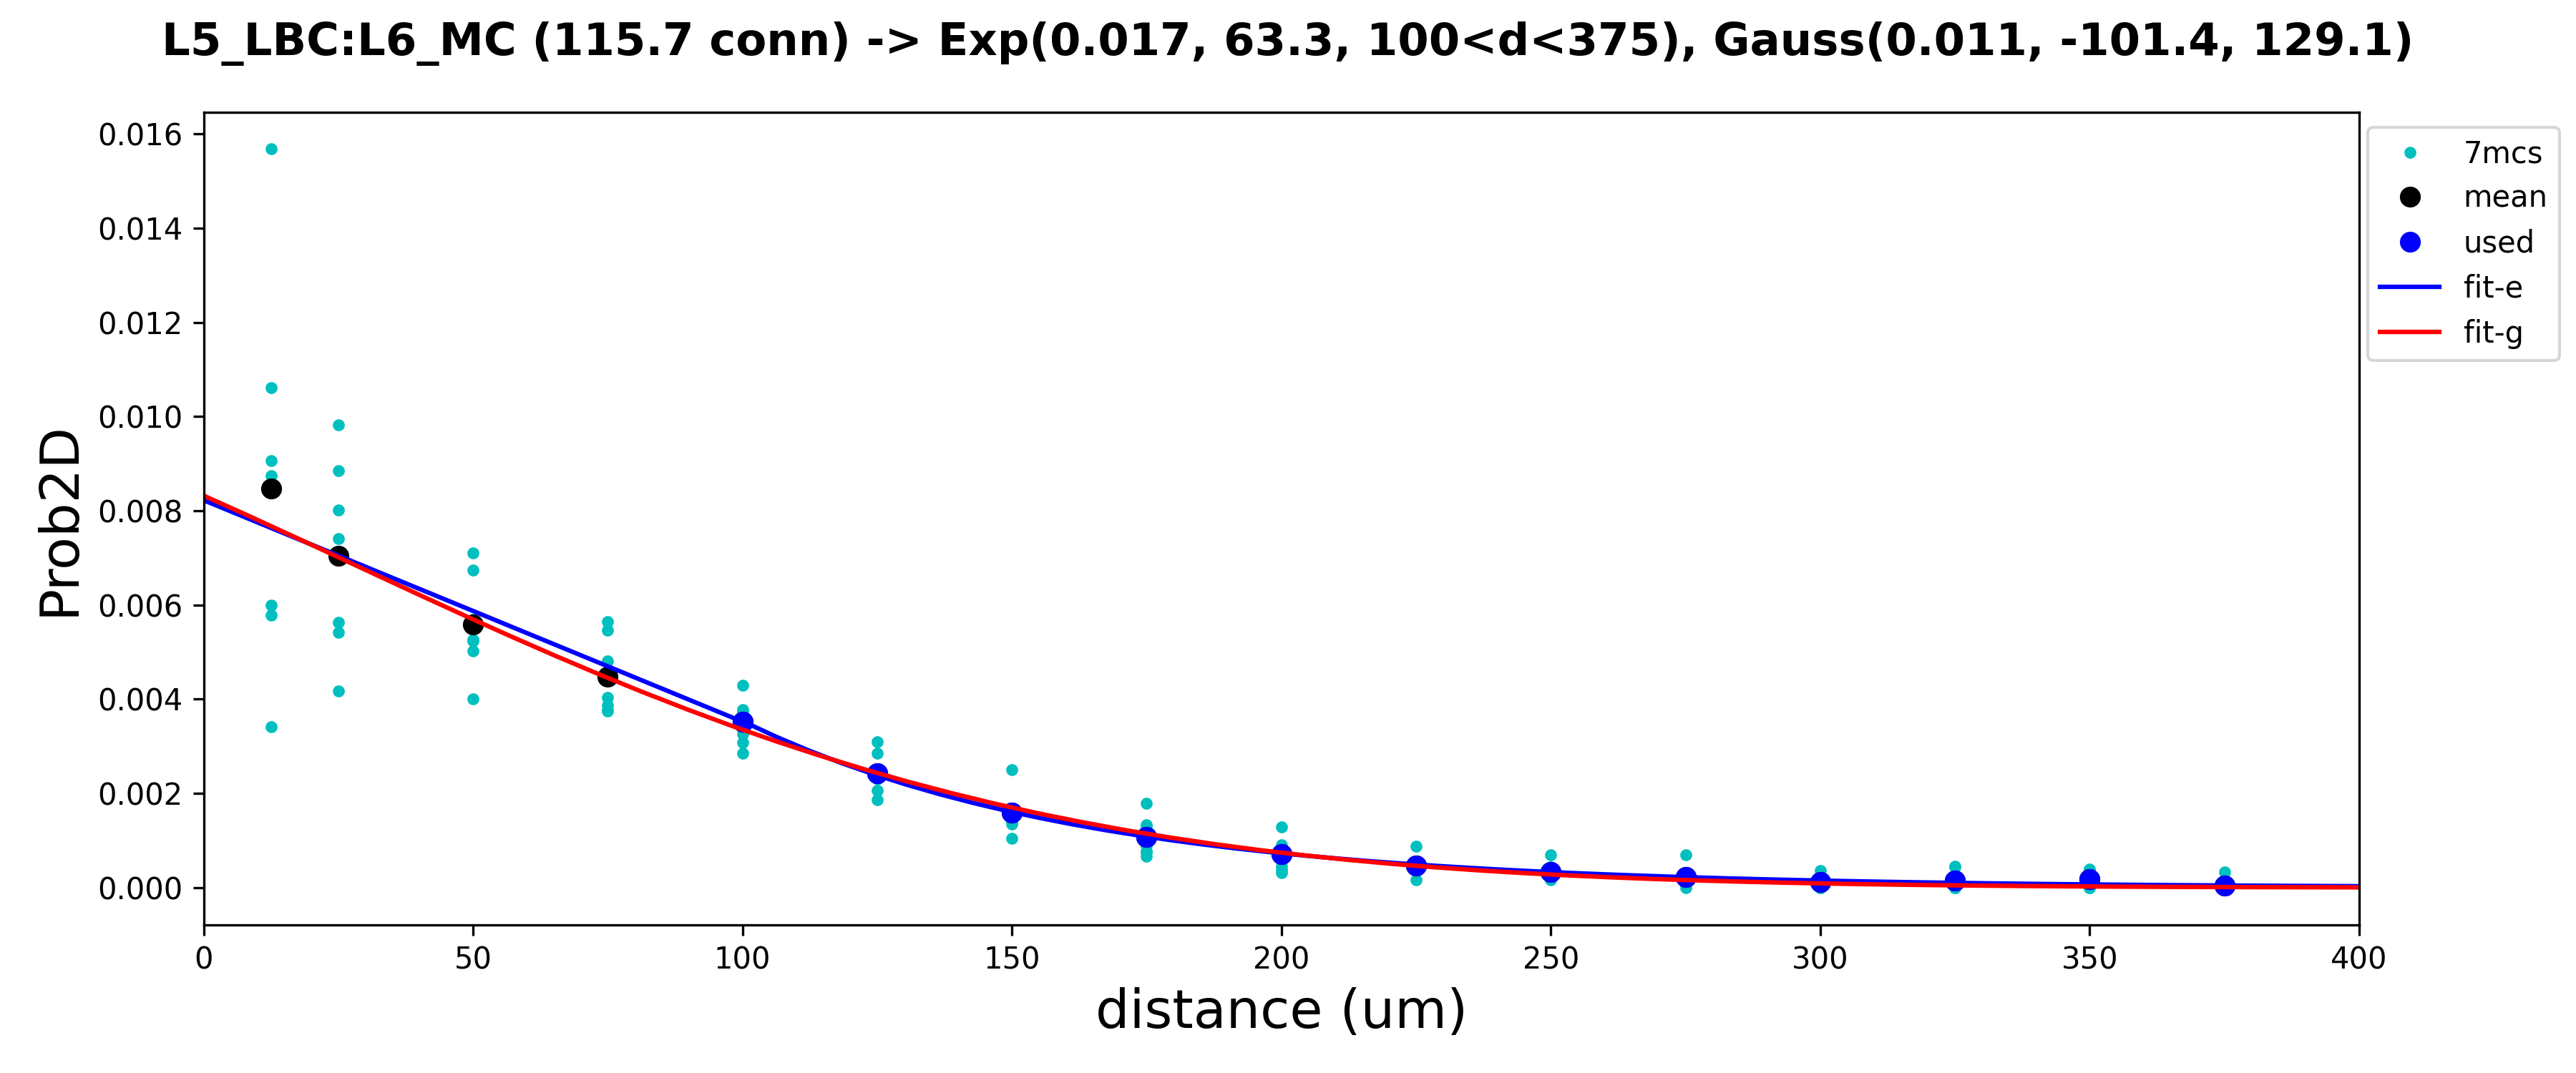 L5_LBC:L6_MC (115.7 conn) -> Exp(0.017, 63.3, 100<d<375), Gauss(0.011, -101.4, 129.1)
0.016
0.014
0.012
0.010
0.008
0.006
0.004
0.002
0.000
Prob2D
0 50 100 150 200 250 300 350 400
distance (um)
7mcs
mean
used
fit-e
fit-g